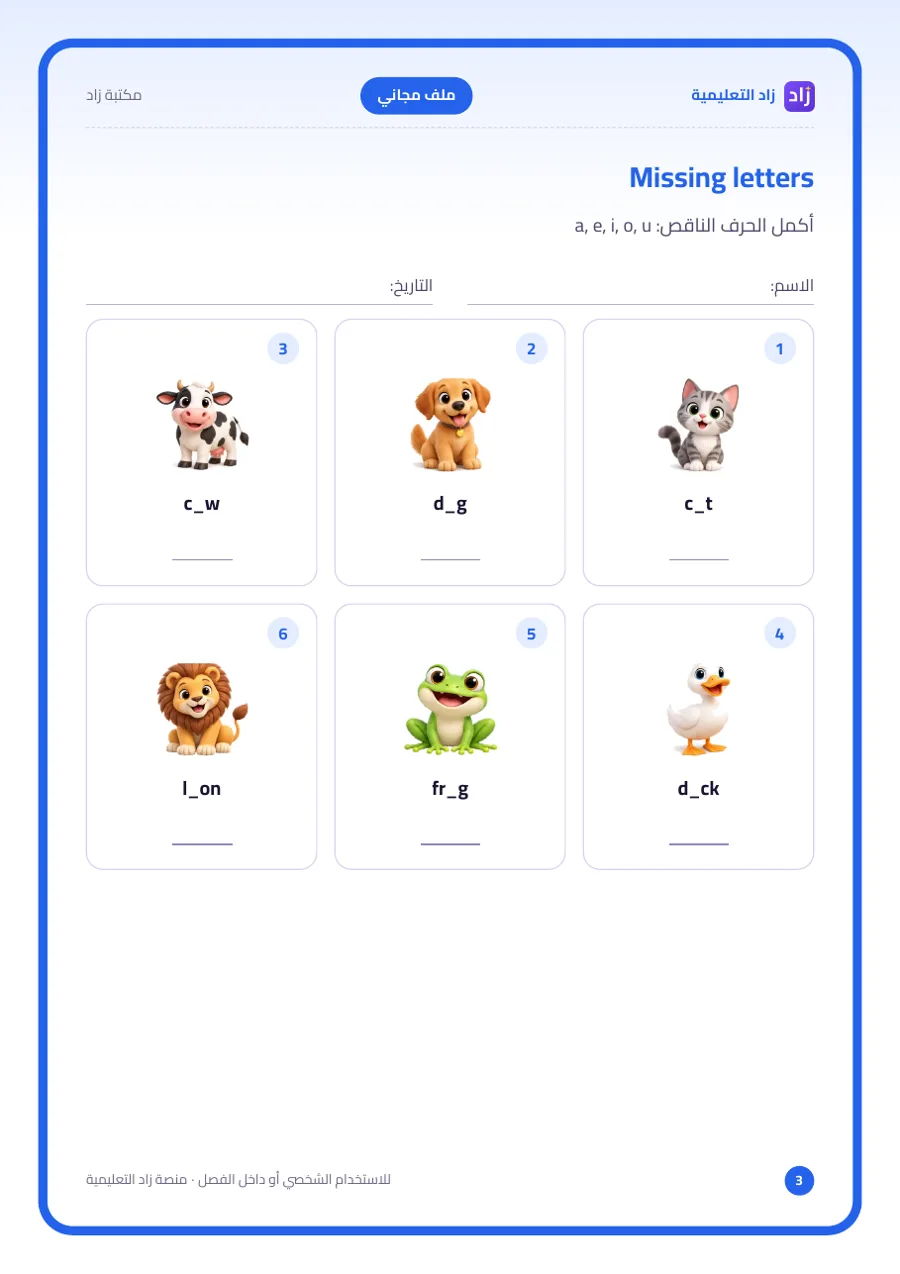 زاد
زاد التعليمية
ملف مجاني
مكتبة زاد
Missing letters
أكمل الحرف الناقص: a, e, i, o, u
الاسم:
التاريخ:
1
c_t
2
d_g
3
c_w
4
d_ck
5
fr_g
6
l_on
3
للاستخدام الشخصي أو داخل الفصل · منصة زاد التعليمية